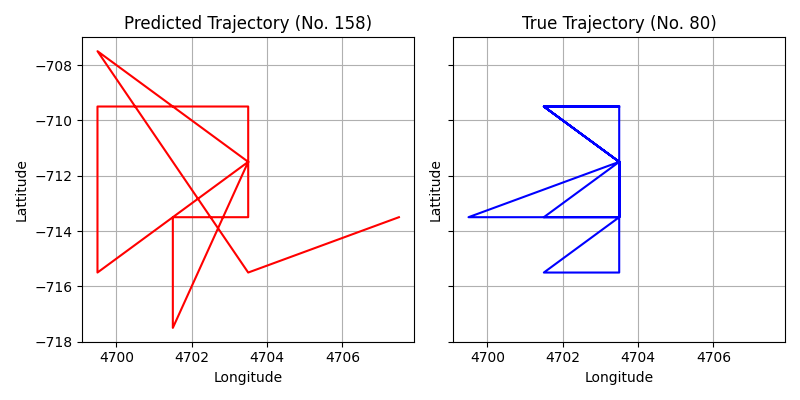 Predicted Trajectory (No. 158)
True Trajectory (No. 80)
Lattitude
−708
−710
−712
−714
−716
−718
4700
4702
4704
4706
Longitude
Lattitude
4700
4702
4704
4706
Longitude